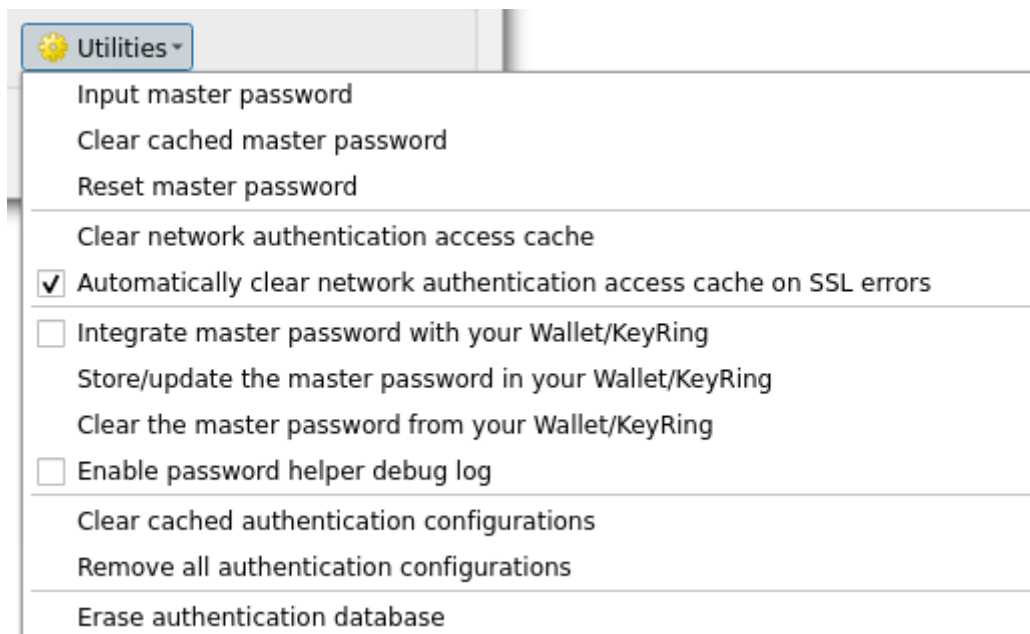 Utilities
Input master password
Clear cached master password
Reset master password
Clear network authentication access cache
Automatically clear network authentication access cache on SSL errors
Integrate master password with your Wallet/KeyRing
Store/update the master password in your Wallet/KeyRing
Clear the master password from your Wallet/KeyRing
Enable password helper debug log
Clear cached authentication configurations
Remove all authentication configurations
Erase authentication database